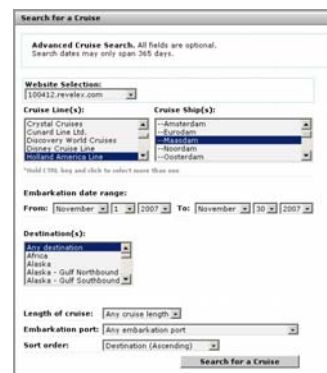 Search for a Cruise
Advanced Cruise Search. All fields are optional.
Search dates may only span 365 days.
Website Selection:
100412.revelex.com
Cruise Line(s): Cruise Ship(s):
Crystal Cruises --Amsterdam
Cunard Line Ltd. --Eurodam
Discovery World Cruises --Maasdam
Disney Cruise Line --Noordam
Holland America Line --Oosterdam
*Hold CTRL key and click to select more than one
Embarkation date range:
From: November 1 2007 To: November 30 2007
Destination(s):
Any destination
Africa
Alaska
Alaska - Gulf Northbound
Alaska - Gulf Southbound
Length of cruise: Any cruise length
Embarkation port: Any embarkation port
Sort order: Destination (Ascending)
Search for a Cruise